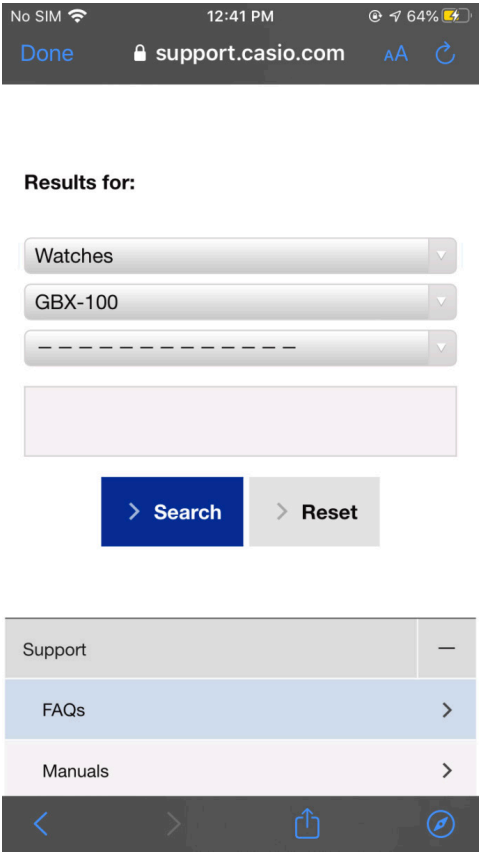 No SIM 12:41 PM 64%
Done support.casio.com AA
Results for:
Watches
GBX-100
— — — — — — — — — — — — —
Search Reset
Support
FAQs
Manuals